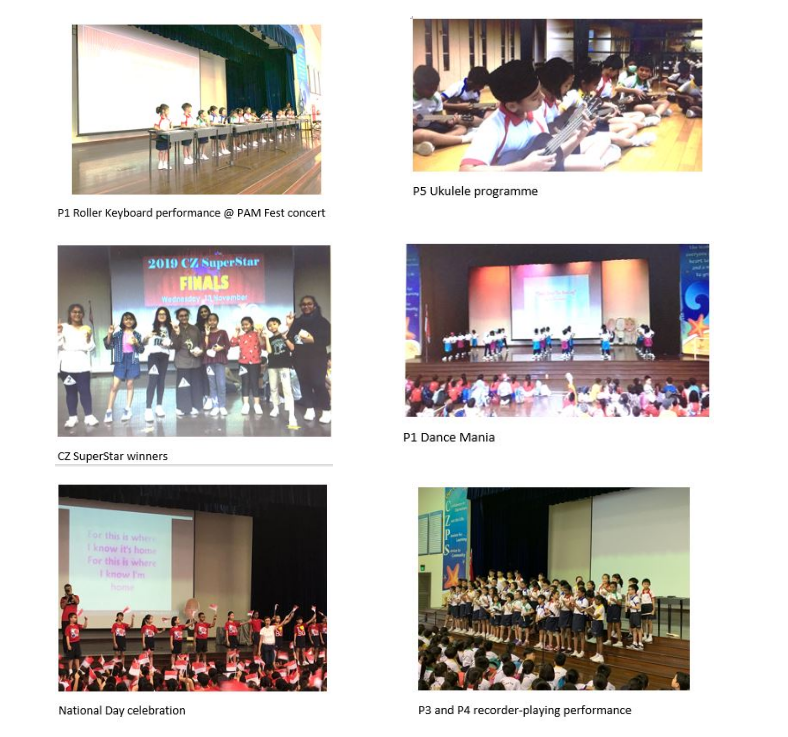 P1 Roller Keyboard performance @ PAM Fest concert
P5 Ukulele programme
2019 CZ SuperStar
FINALS
Wednesday, 13 November
CZ SuperStar winners
P1 Dance Mania
For this is where
I know it's home
For this is where
I know I'm
home
National Day celebration
CZPS
P3 and P4 recorder-playing performance